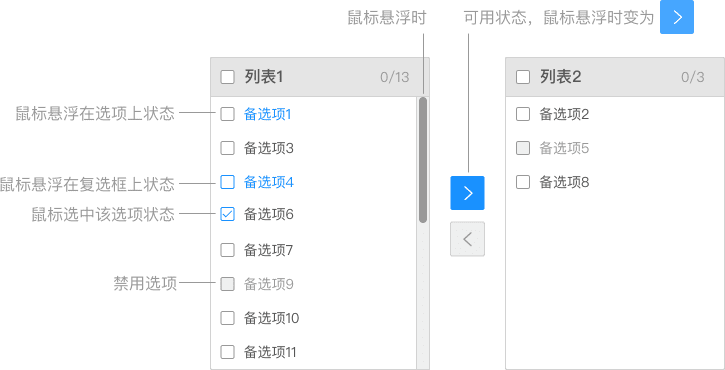 鼠标悬浮时
可用状态，鼠标悬浮时变为
列表1 0/13
列表2 0/3
鼠标悬浮在选项上状态
备选项1
备选项2
备选项3
备选项5
鼠标悬浮在复选框上状态
备选项4
备选项8
鼠标选中该选项状态
备选项6
备选项7
禁用选项
备选项9
备选项10
备选项11